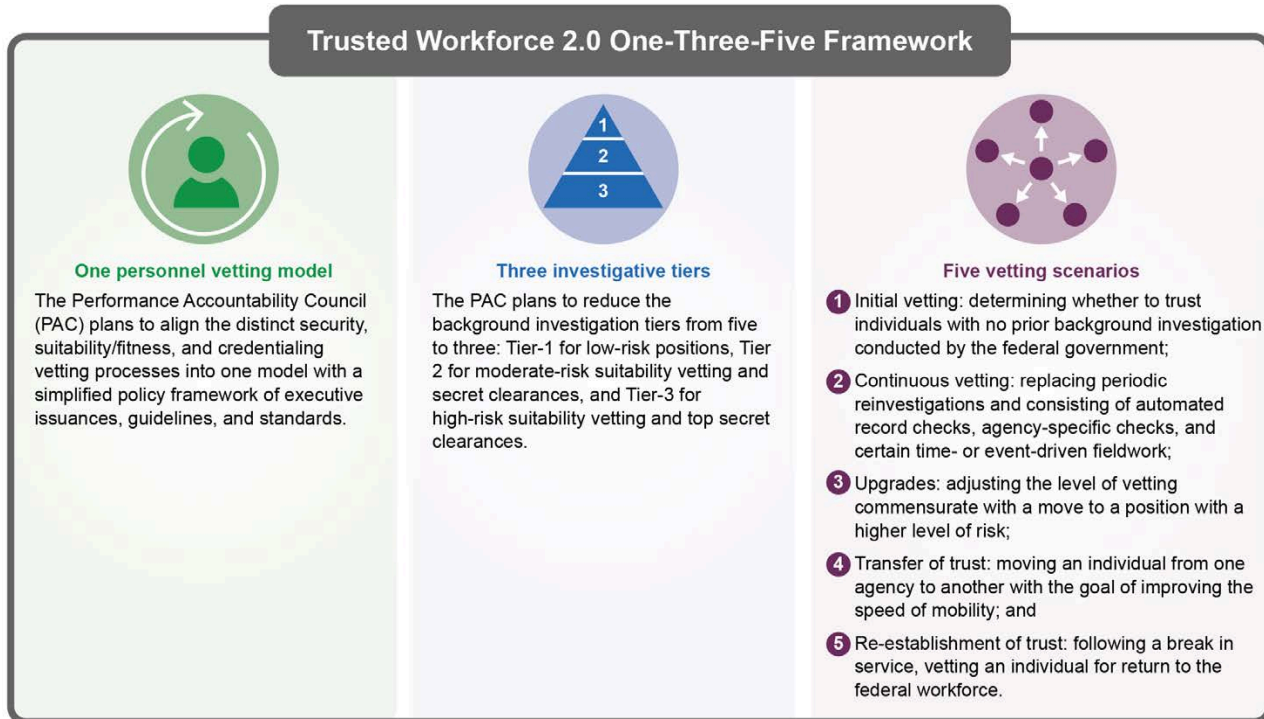 Trusted Workforce 2.0 One-Three-Five Framework
1
2
3
One personnel vetting model
The Performance Accountability Council
(PAC) plans to align the distinct security,
suitability/fitness, and credentialing
vetting processes into one model with a
simplified policy framework of executive
issuances, guidelines, and standards.
Three investigative tiers
The PAC plans to reduce the
background investigation tiers from five
to three: Tier-1 for low-risk positions, Tier
2 for moderate-risk suitability vetting and
secret clearances, and Tier-3 for
high-risk suitability vetting and top secret
clearances.
Five vetting scenarios
1 Initial vetting: determining whether to trust
individuals with no prior background investigation
conducted by the federal government;
2 Continuous vetting: replacing periodic
reinvestigations and consisting of automated
record checks, agency-specific checks, and
certain time- or event-driven fieldwork;
3 Upgrades: adjusting the level of vetting
commensurate with a move to a position with a
higher level of risk;
4 Transfer of trust: moving an individual from one
agency to another with the goal of improving the
speed of mobility; and
5 Re-establishment of trust: following a break in
service, vetting an individual for return to the
federal workforce.